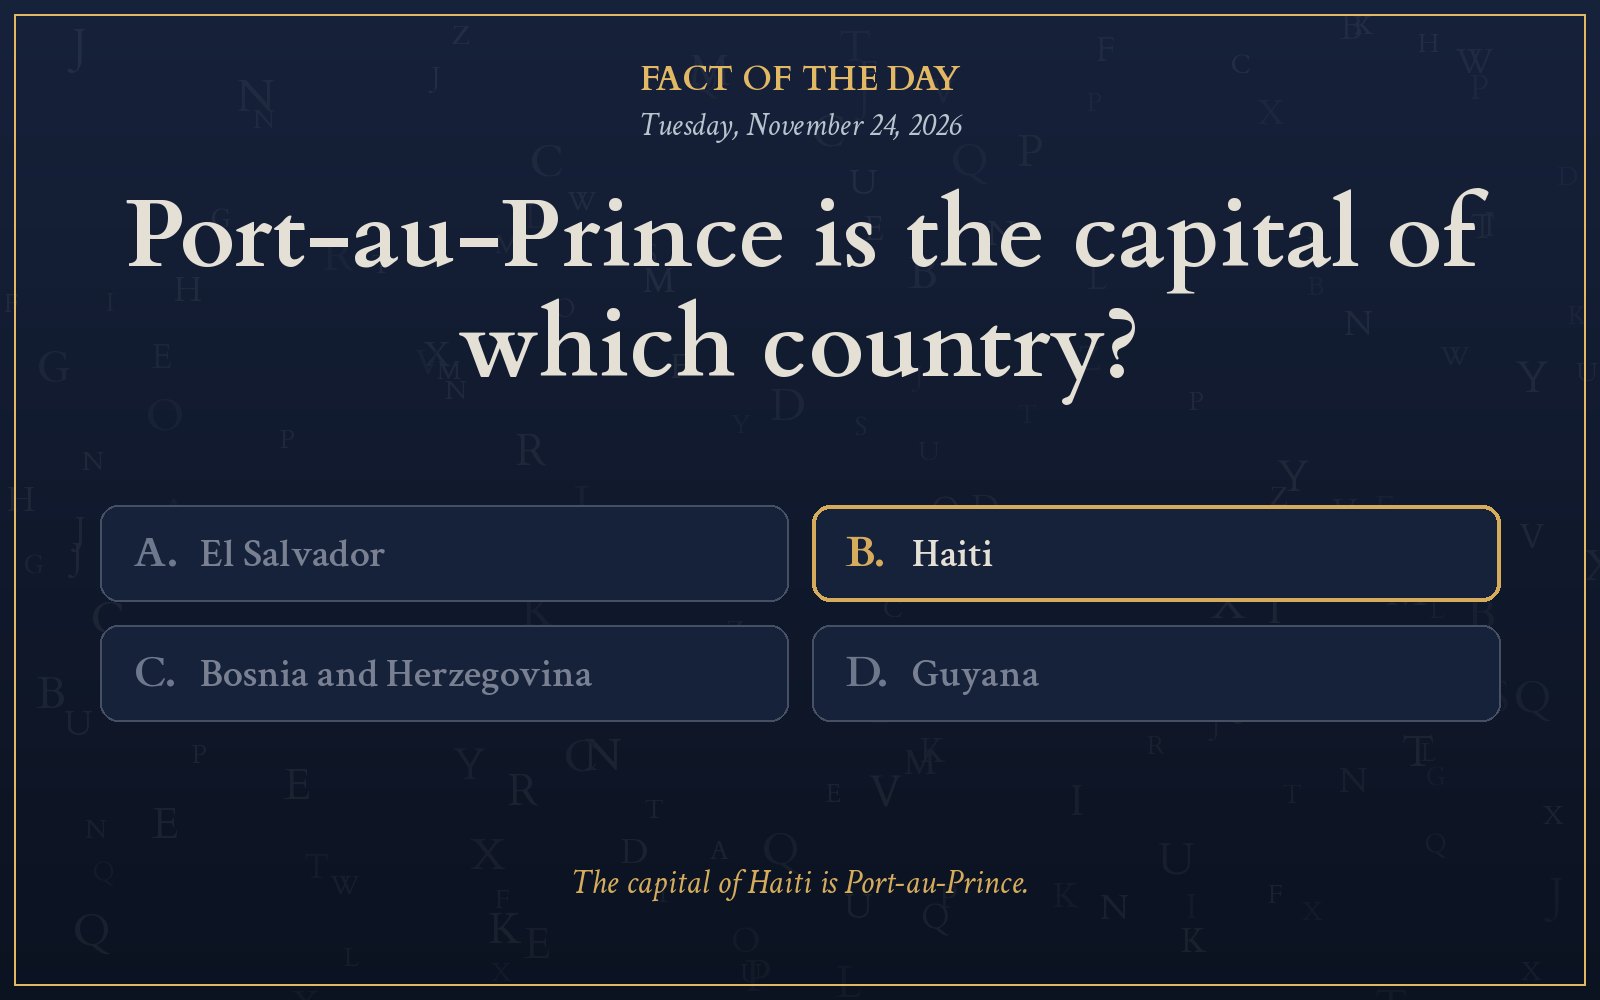 FACT OF THE DAY
Tuesday, November 24, 2026
Port-au-Prince is the capital of
which country?
A. El Salvador
B. Haiti
C. Bosnia and Herzegovina
D. Guyana
The capital of Haiti is Port-au-Prince.